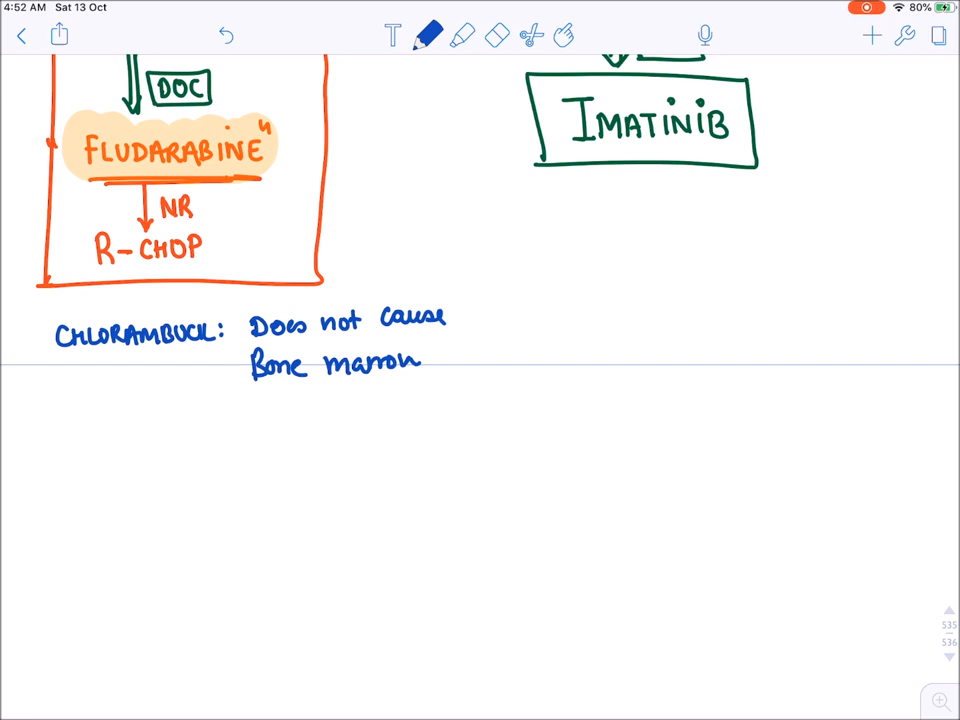 4:52 AM Sat 13 Oct
80%
T
DOC
FLUDARABINE
IMATINIB
NR
R-CHOP
CHLORAMBUCIL: Does not cause
Bone marrow
535
536